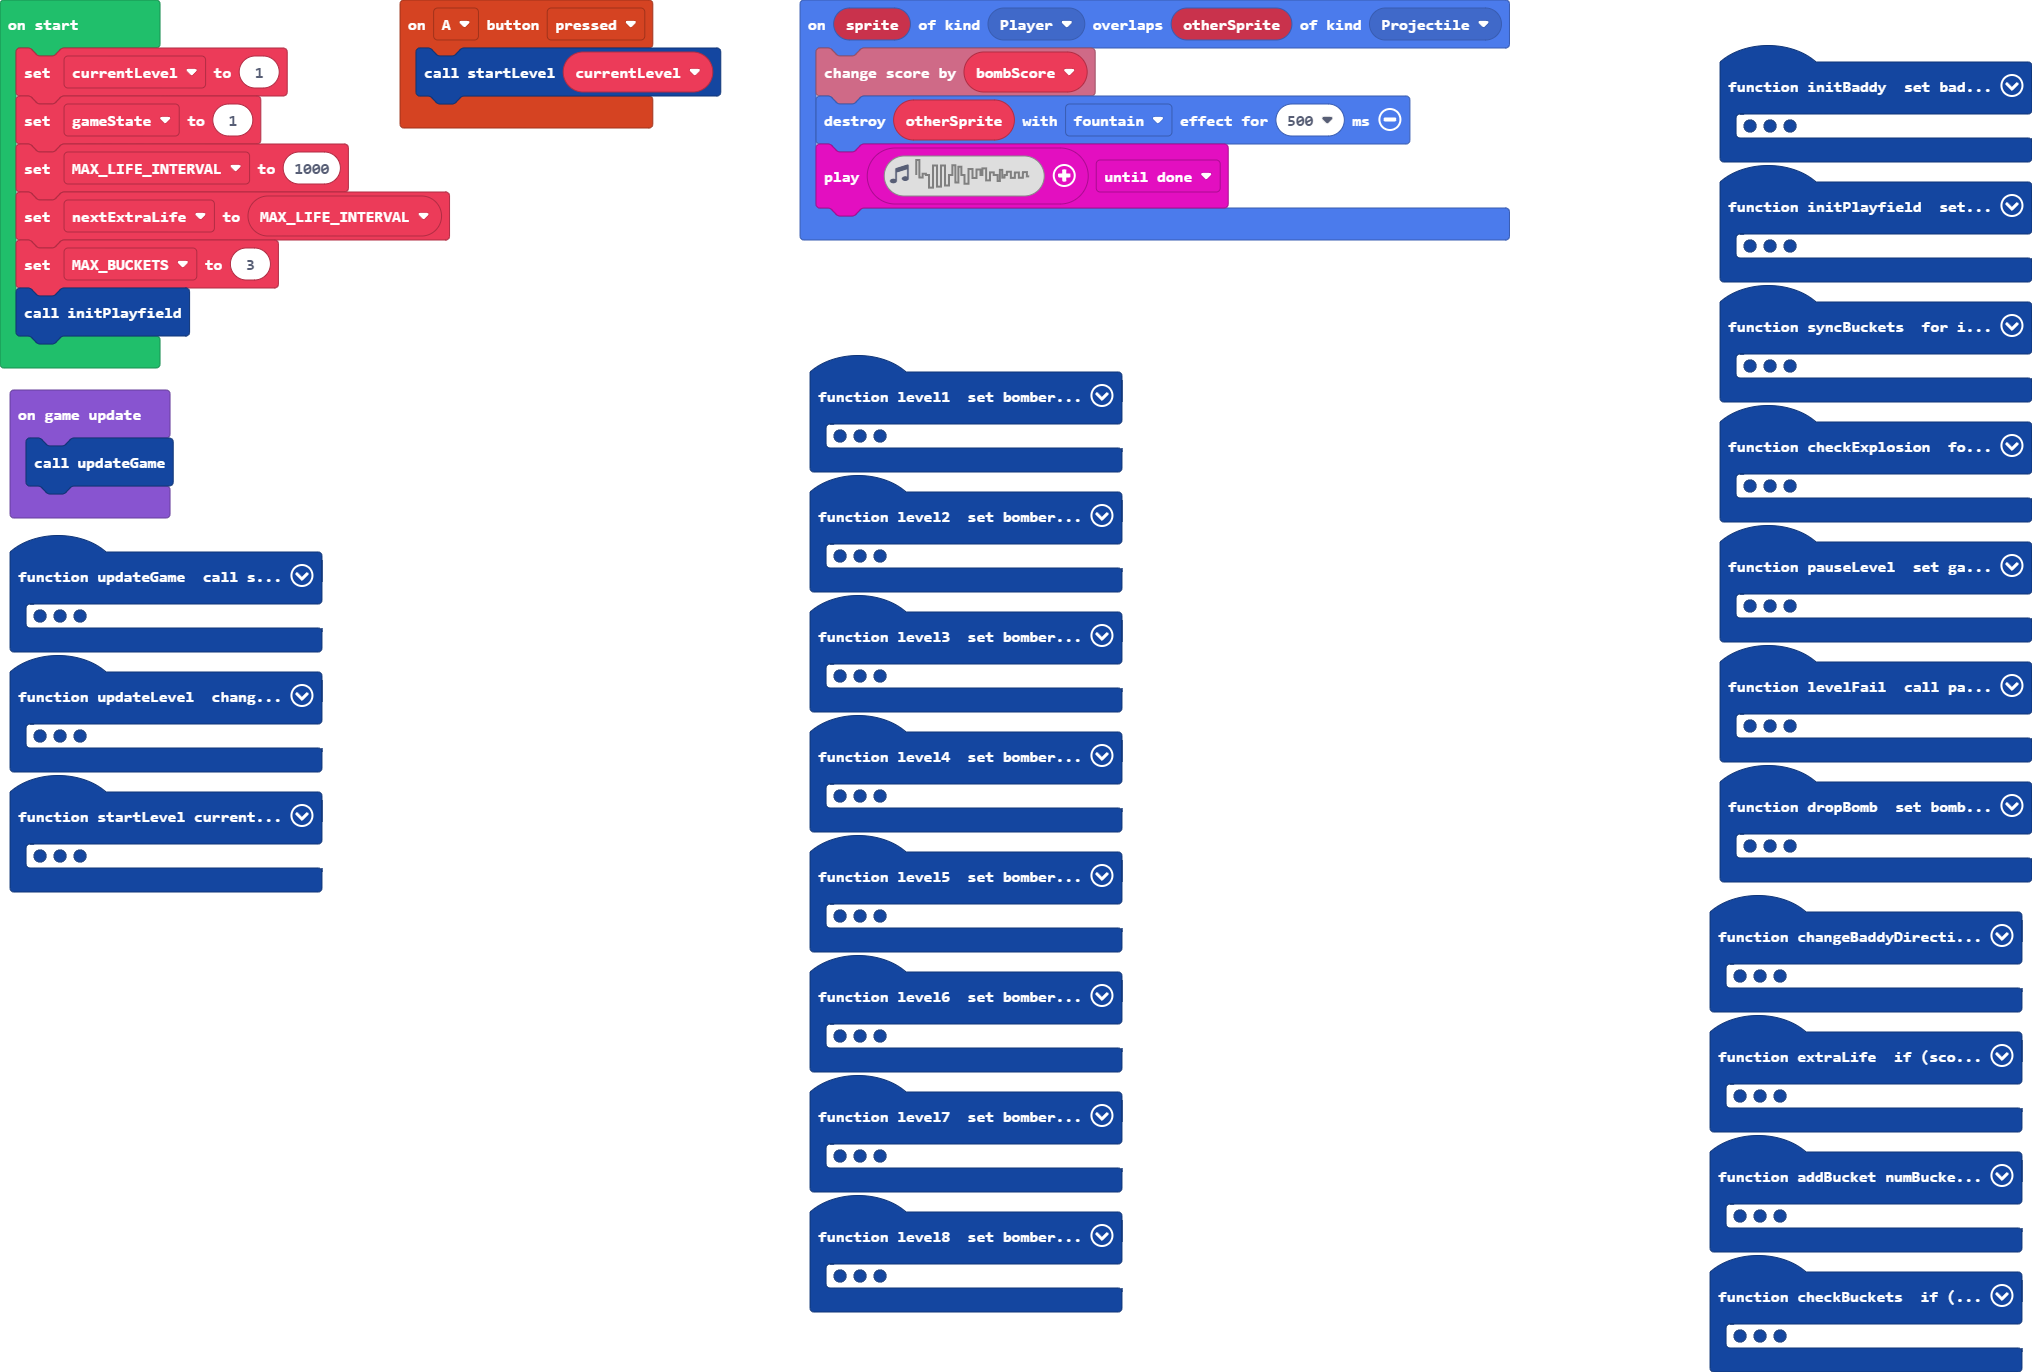 on start
set currentLevel to 1
set gameState to 1
set MAX_LIFE_INTERVAL to 1000
set nextExtraLife to MAX_LIFE_INTERVAL
set MAX_BUCKETS to 3
call initPlayfield
on game update
call updateGame
function updateGame call s...
function updateLevel chang...
function startLevel current...
on A button pressed
call startLevel currentLevel
on sprite of kind Player overlaps otherSprite of kind Projectile
change score by bombScore
destroy otherSprite with fountain effect for 500 ms
play until done
function level1 set bomber...
function level2 set bomber...
function level3 set bomber...
function level4 set bomber...
function level5 set bomber...
function level6 set bomber...
function level7 set bomber...
function level8 set bomber...
function initBaddy set bad...
function initPlayfield set...
function syncBuckets for i...
function checkExplosion fo...
function pauseLevel set ga...
function levelFail call pa...
function dropBomb set bomb...
function changeBaddyDirecti...
function extraLife if (sco...
function addBucket numBucke...
function checkBuckets if (...